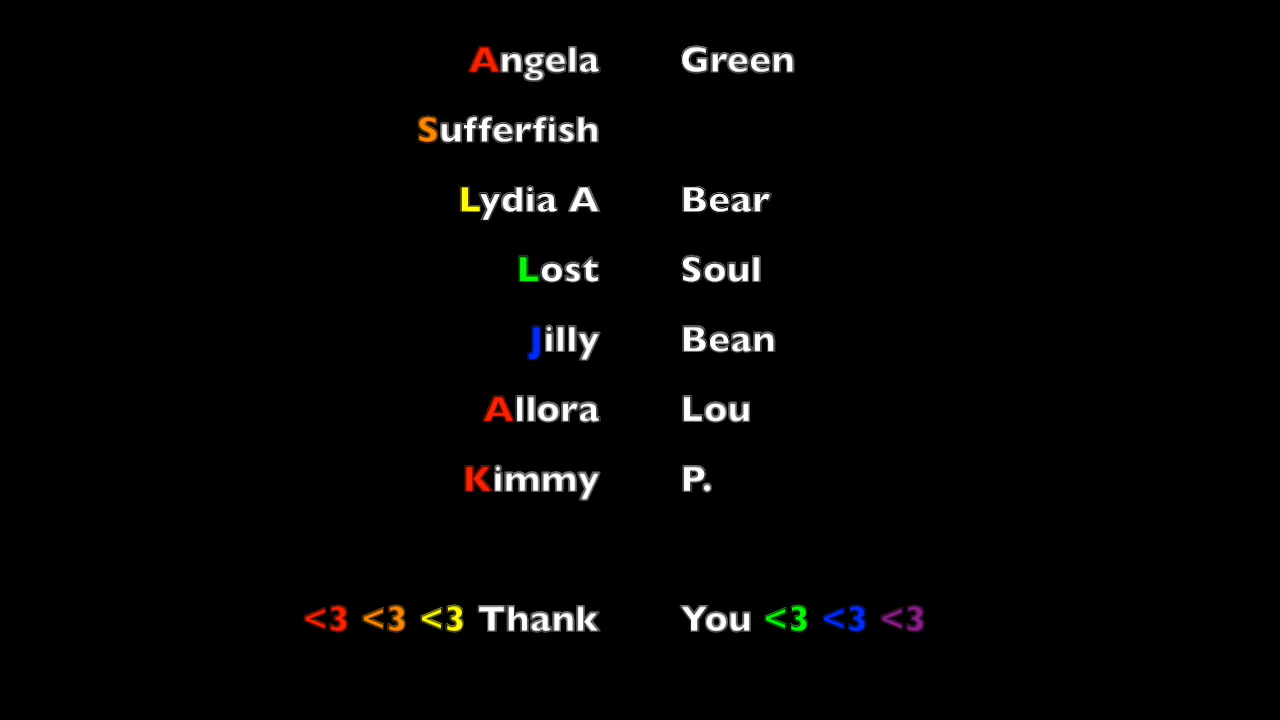 Angela Green
Sufferfish
Lydia A Bear
Lost Soul
Jilly Bean
Allora Lou
Kimmy P.
<3 <3 <3 Thank You <3 <3 <3